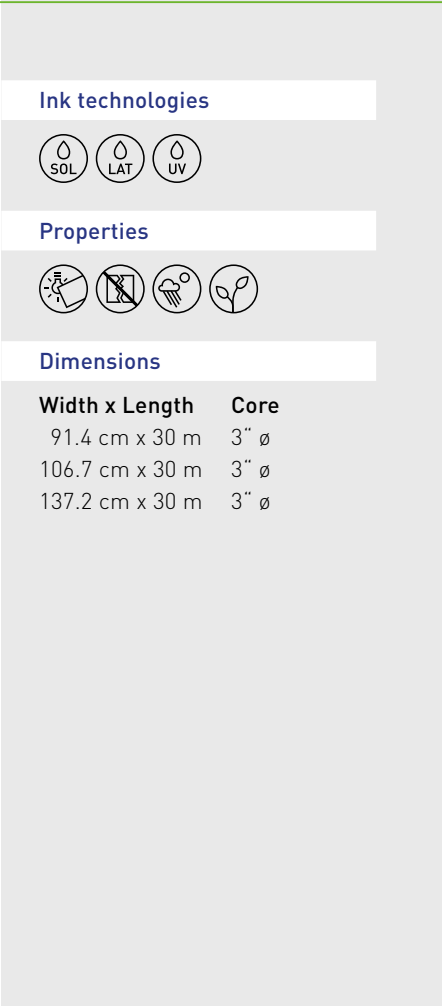 Ink technologies
SOL LAT UV
Properties
Dimensions
Width x Length Core
91.4 cm x 30 m 3“ ø
106.7 cm x 30 m 3“ ø
137.2 cm x 30 m 3“ ø